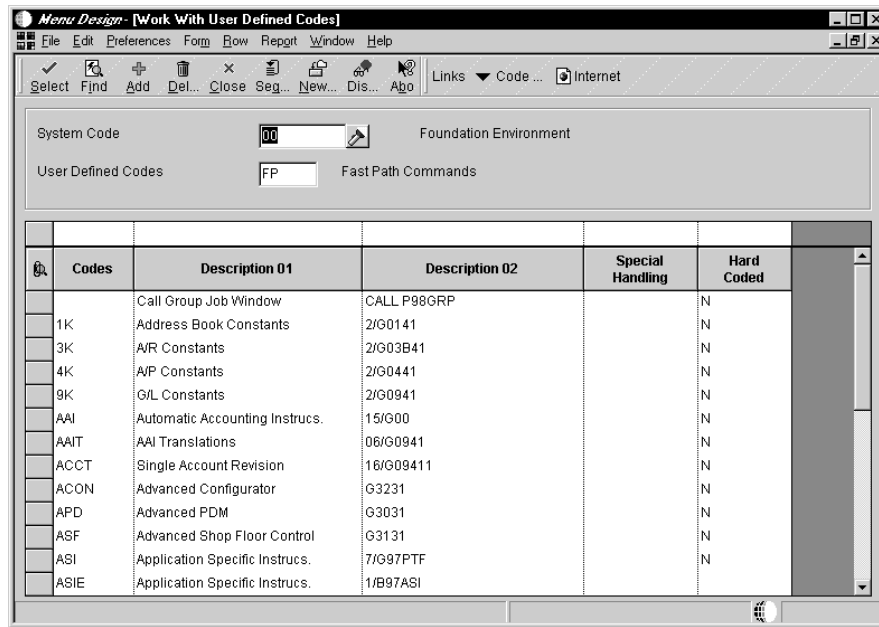 Menu Design - [Work With User Defined Codes]
File Edit Preferences Form Row Report Window Help
Select Find Add Del... Close Seq... New... Dis... Abo Links Code ... Internet
System Code 00 Foundation Environment
User Defined Codes FP Fast Path Commands
Codes Description 01 Description 02 Special Handling Hard Coded
Call Group Job Window CALL P98GRP N
1K Address Book Constants 2/G0141 N
3K A/R Constants 2/G03B41 N
4K A/P Constants 2/G0441 N
9K G/L Constants 2/G0941 N
AAI Automatic Accounting Instrucs. 15/G00 N
AAIT AAI Translations 06/G0941 N
ACCT Single Account Revision 16/G09411 N
ACON Advanced Configurator G3231 N
APD Advanced PDM G3031 N
ASF Advanced Shop Floor Control G3131 N
ASI Application Specific Instrucs. 7/G97PTF N
ASIE Application Specific Instrucs. 1/B97ASI